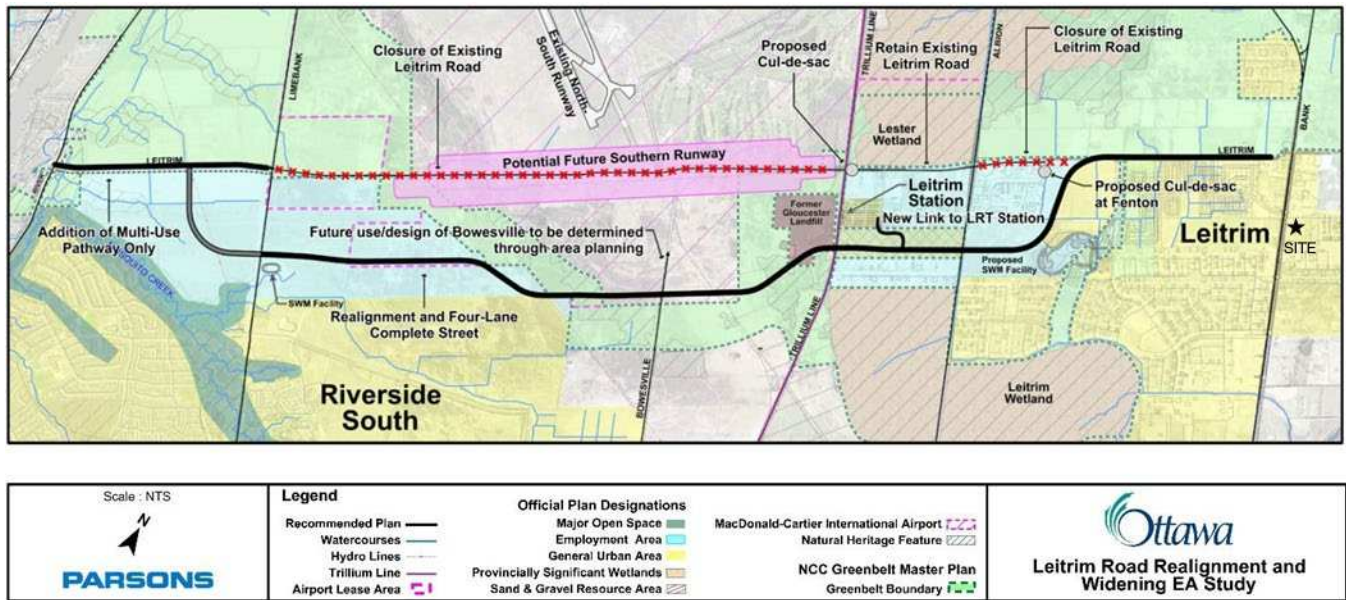 Closure of Existing
Leitrim Road
Existing North-
South Runway
Proposed
Cul-de-sac
TRILLIUM LINE
Retain Existing
Leitrim Road
ALBION
Closure of Existing
Leitrim Road
LIMEBANK
BANK
Lester
Wetland
LEITRIM
Potential Future Southern Runway
LEITRIM
RIVER
Addition of Multi-Use
Pathway Only
Future use/design of Bowesville to be determined
through area planning
Former
Gloucester
Landfill
Leitrim
Station
New Link to LRT Station
Proposed Cul-de-sac
at Fenton
Leitrim
SITE
MOSQUITO CREEK
SWM Facility
Realignment and Four-Lane
Complete Street
Proposed
SWM Facility
TRILLIUM LINE
BOWESVILLE
Riverside
South
Leitrim
Wetland
Scale : NTS
N
PARSONS
Legend
Recommended Plan
Watercourses
Hydro Lines
Trillium Line
Airport Lease Area
Official Plan Designations
Major Open Space
Employment Area
General Urban Area
Provincially Significant Wetlands
Sand & Gravel Resource Area
MacDonald-Cartier International Airport
Natural Heritage Feature
NCC Greenbelt Master Plan
Greenbelt Boundary
Ottawa
Leitrim Road Realignment and
Widening EA Study